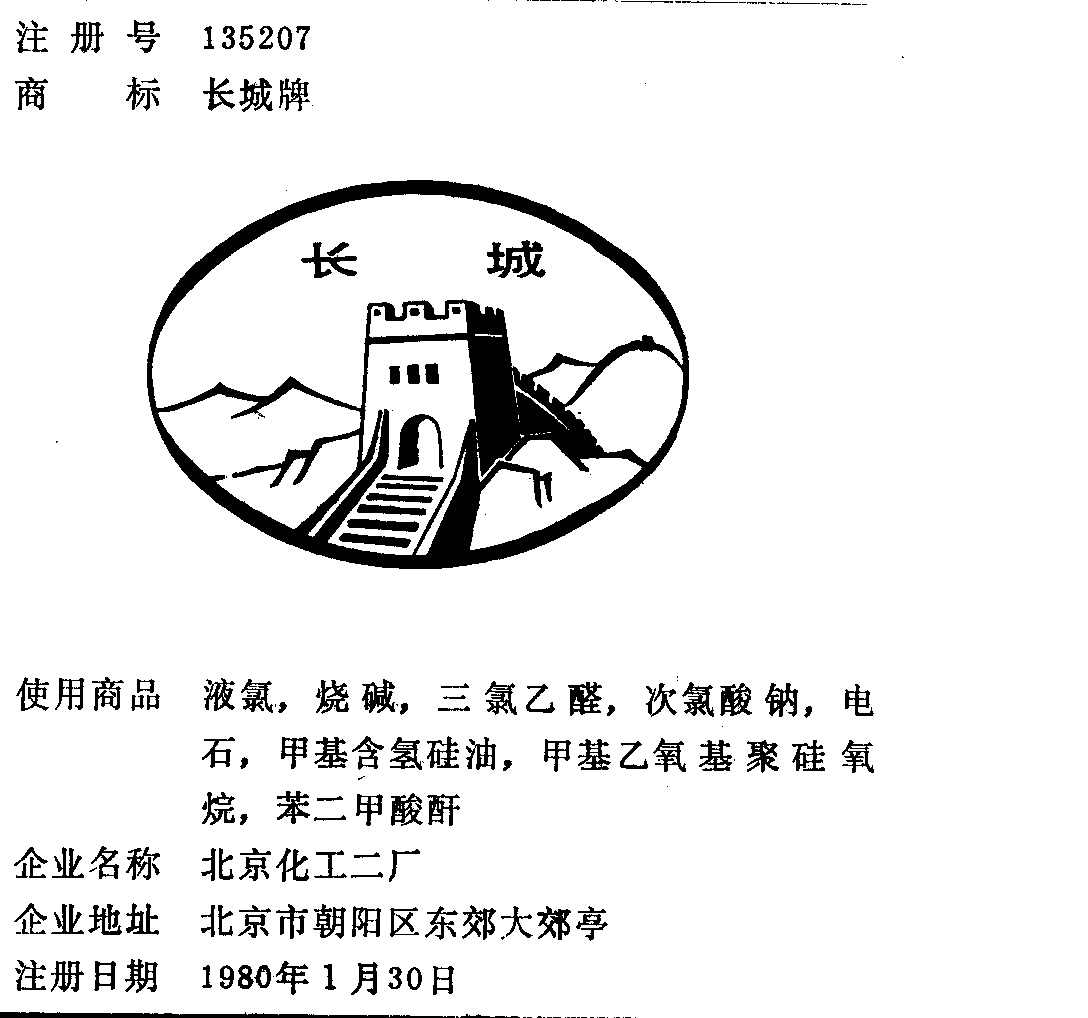 注册号 135207
商标 长城牌
长城
使用商品 液氯，烧碱，三氯乙醛，次氯酸钠，电
石，甲基含氢硅油，甲基乙氧基聚硅氧
烷，苯二甲酸酐
企业名称 北京化工二厂
企业地址 北京市朝阳区东郊大郊亭
注册日期 1980年1月30日